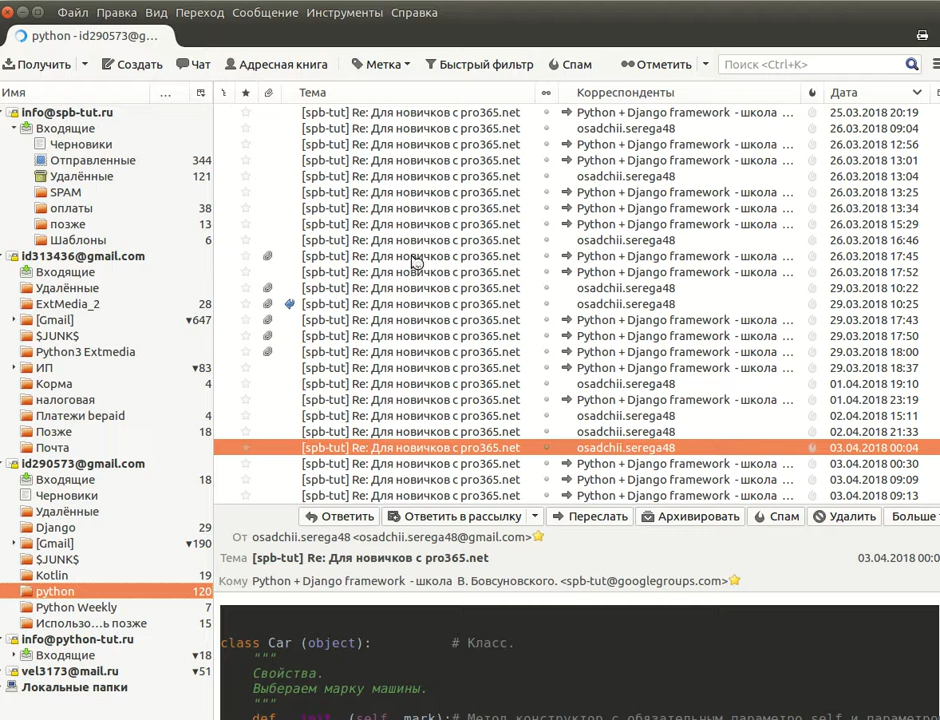 Файл Правка Вид Переход Сообщение Инструменты Справка
python - id290573@g...
Получить Создать Чат Адресная книга Метка Быстрый фильтр Спам Отметить Поиск <Ctrl+K>
Имя ... Тема Корреспонденты Дата
info@spb-tut.ru [spb-tut] Re: Для новичков с pro365.net Python + Django framework - школа ... 25.03.2018 20:19
Входящие [spb-tut] Re: Для новичков с pro365.net osadchii.serega48 26.03.2018 09:04
Черновики [spb-tut] Re: Для новичков с pro365.net Python + Django framework - школа ... 26.03.2018 12:56
Отправленные 344 [spb-tut] Re: Для новичков с pro365.net Python + Django framework - школа ... 26.03.2018 13:01
Удалённые 121 [spb-tut] Re: Для новичков с pro365.net osadchii.serega48 26.03.2018 13:04
SPAM [spb-tut] Re: Для новичков с pro365.net Python + Django framework - школа ... 26.03.2018 13:25
оплаты 38 [spb-tut] Re: Для новичков с pro365.net Python + Django framework - школа ... 26.03.2018 13:34
позже 13 [spb-tut] Re: Для новичков с pro365.net Python + Django framework - школа ... 26.03.2018 15:29
Шаблоны 6 [spb-tut] Re: Для новичков с pro365.net osadchii.serega48 26.03.2018 16:46
id313436@gmail.com [spb-tut] Re: Для новичков с pro365.net Python + Django framework - школа ... 26.03.2018 17:45
Входящие [spb-tut] Re: Для новичков с pro365.net Python + Django framework - школа ... 26.03.2018 17:52
Удалённые [spb-tut] Re: Для новичков с pro365.net osadchii.serega48 29.03.2018 10:22
ExtMedia_2 28 [spb-tut] Re: Для новичков с pro365.net osadchii.serega48 29.03.2018 10:25
[Gmail] ▾647 [spb-tut] Re: Для новичков с pro365.net Python + Django framework - школа ... 29.03.2018 17:43
$JUNK$ [spb-tut] Re: Для новичков с pro365.net Python + Django framework - школа ... 29.03.2018 17:50
Python3 Extmedia [spb-tut] Re: Для новичков с pro365.net Python + Django framework - школа ... 29.03.2018 18:00
ИП ▾83 [spb-tut] Re: Для новичков с pro365.net Python + Django framework - школа ... 29.03.2018 18:37
Корма 4 [spb-tut] Re: Для новичков с pro365.net osadchii.serega48 01.04.2018 19:10
налоговая [spb-tut] Re: Для новичков с pro365.net Python + Django framework - школа ... 01.04.2018 23:19
Платежи bepaid 4 [spb-tut] Re: Для новичков с pro365.net osadchii.serega48 02.04.2018 15:11
Позже 18 [spb-tut] Re: Для новичков с pro365.net osadchii.serega48 02.04.2018 21:33
Почта [spb-tut] Re: Для новичков с pro365.net osadchii.serega48 03.04.2018 00:04
id290573@gmail.com [spb-tut] Re: Для новичков с pro365.net Python + Django framework - школа ... 03.04.2018 00:30
Входящие 18 [spb-tut] Re: Для новичков с pro365.net Python + Django framework - школа ... 03.04.2018 09:09
Черновики [spb-tut] Re: Для новичков с pro365.net Python + Django framework - школа ... 03.04.2018 09:13
Удалённые Ответить Ответить в рассылку Переслать Архивировать Спам Удалить Больше
Django 29 От osadchii.serega48 <osadchii.serega48@gmail.com>
[Gmail] ▾190
$JUNK$ Тема [spb-tut] Re: Для новичков с pro365.net 03.04.2018 00:0
Kotlin 19 Кому Python + Django framework - школа В. Бовсуновского. <spb-tut@googlegroups.com>
python 120
Python Weekly 7
Использо...ь позже 13
info@python-tut.ru class Car (object): # Класс.
Входящие ▾18 """
vel3173@mail.ru ▾51 Свойства.
Локальные папки Выбераем марку машины.
"""
def (self, mark):# Метод конструктор с обязательным параметро self и параметро